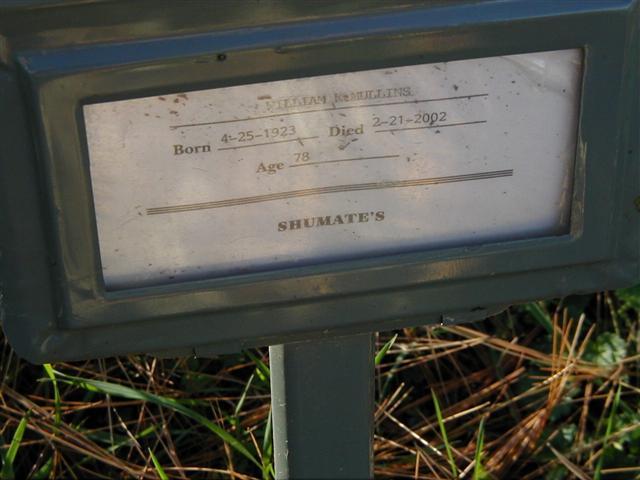 WILLIAM K. MULLINS
Born 4-25-1923 Died 2-21-2002
Age 78
SHUMATE'S